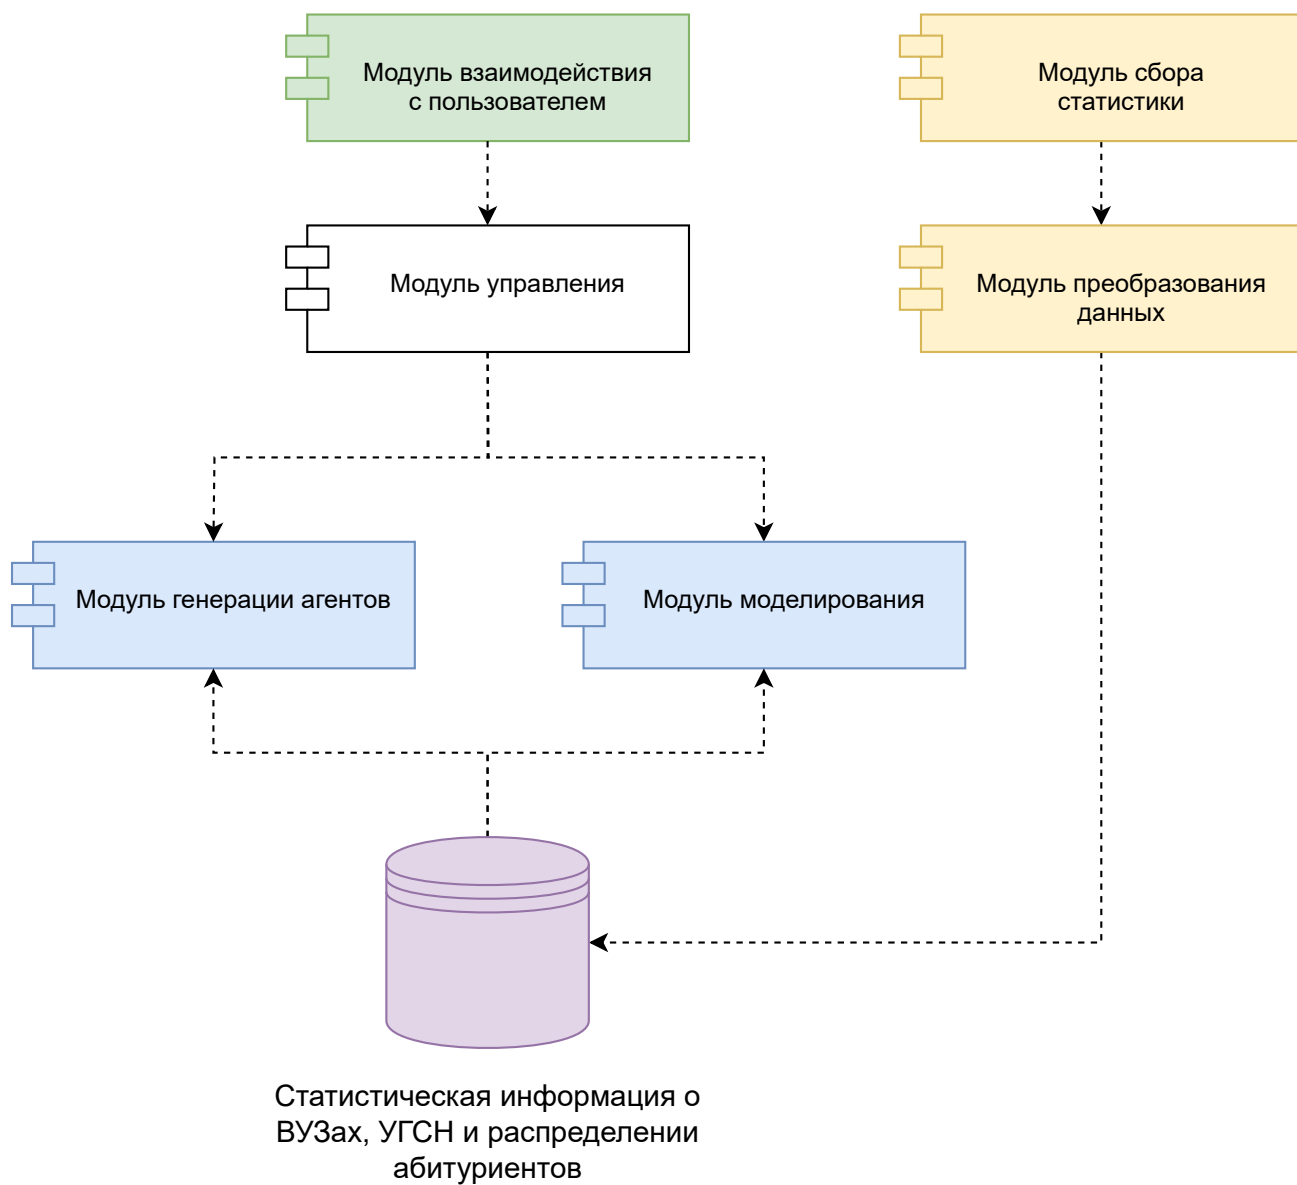 Модуль взаимодействия
с пользователем
Модуль сбора
статистики
Модуль управления
Модуль преобразования
данных
Модуль генерации агентов
Модуль моделирования
Статистическая информация о
ВУЗах, УГСН и распределении
абитуриентов